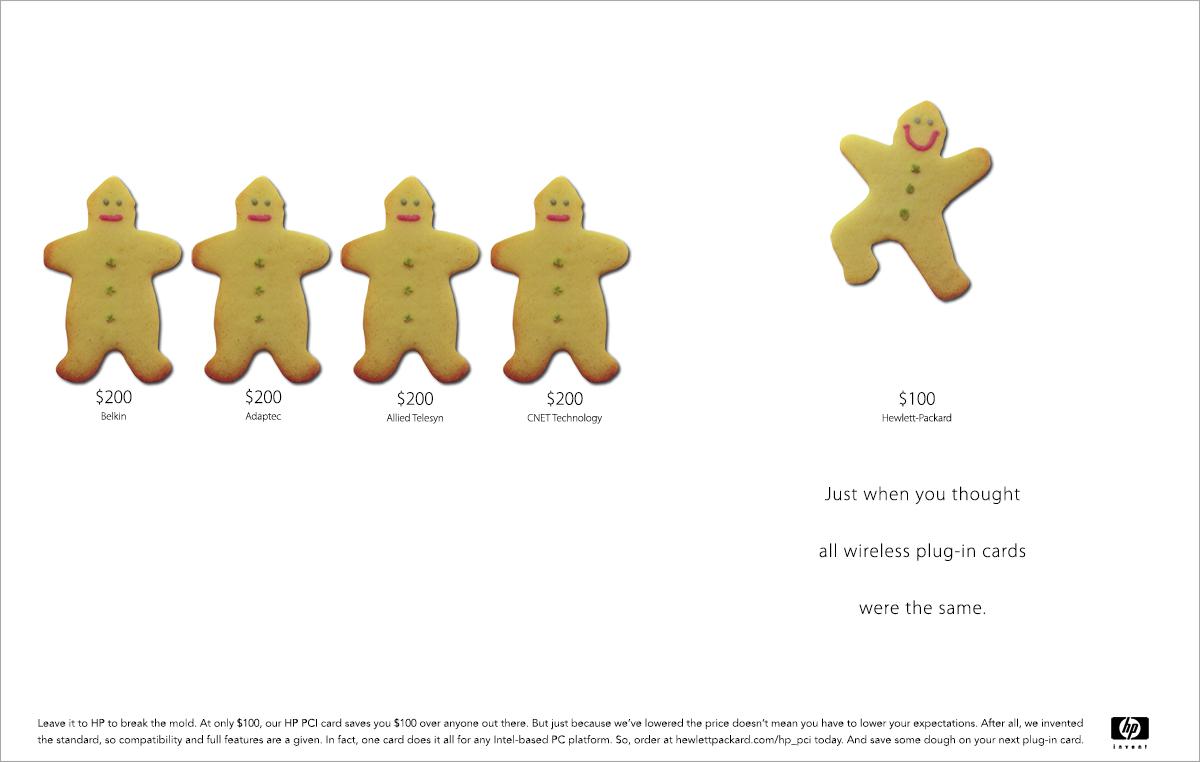 $200
Belkin
$200
Adaptec
$200
Allied Telesyn
$200
CNET Technology
$100
Hewlett-Packard
Just when you thought
all wireless plug-in cards
were the same.
Leave it to HP to break the mold. At only $100, our HP PCI card saves you $100 over anyone out there. But just because we've lowered the price doesn't mean you have to lower your expectations. After all, we invented
the standard, so compatibility and full features are a given. In fact, one card does it all for any Intel-based PC platform. So, order at hewlettpackard.com/hp_pci today. And save some dough on your next plug-in card.
hp
invent